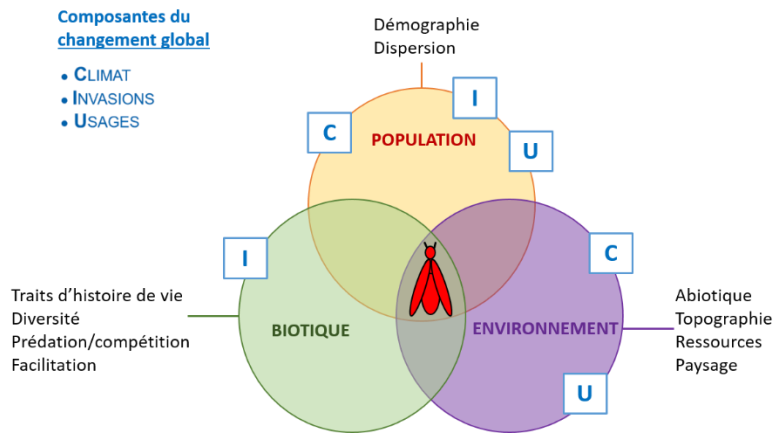 Composantes du
changement global
• CLIMAT
• INVASIONS
• USAGES
Démographie
Dispersion
I
C
POPULATION
U
I
C
Traits d'histoire de vie
Diversité
Prédation/compétition
Facilitation
BIOTIQUE
ENVIRONNEMENT
Abiotique
Topographie
Ressources
Paysage
U